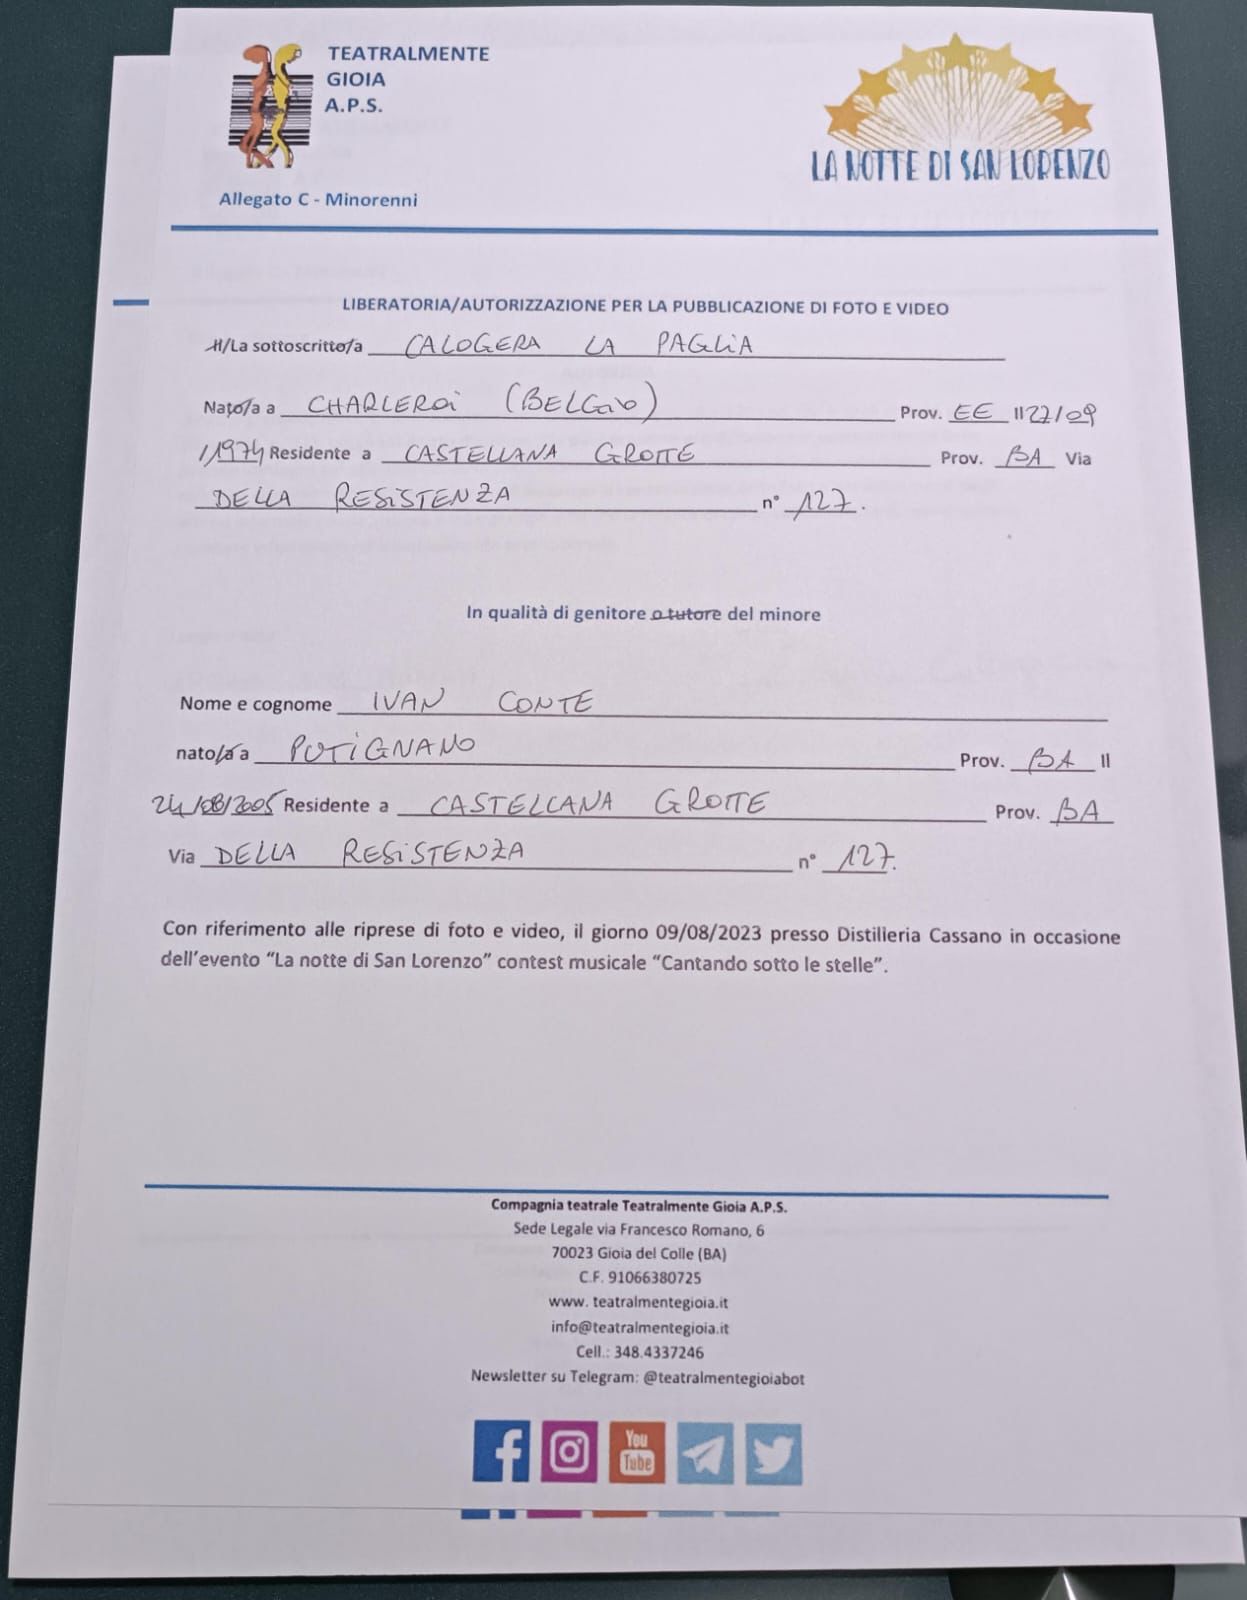 TEATRALMENTE
GIOIA
A.P.S.
LA NOTTE DI SAN LORENZO
Allegato C - Minorenni
LIBERATORIA/AUTORIZZAZIONE PER LA PUBBLICAZIONE DI FOTO E VIDEO
Il/La sottoscritto/a CALOGERA LA PAGLIA
Nato/a a CHARLEROI (BELGIO) Prov. EE Il 27/09
/1974 Residente a CASTELLANA GROTTE Prov. BA Via
DELLA RESISTENZA n° 127.
In qualità di genitore o tutore del minore
Nome e cognome IVAN CONTE
nato/a a PUTIGNANO Prov. BA Il
24/08/2005 Residente a CASTELLANA GROTTE Prov. BA
Via DELLA RESISTENZA n° 127.
Con riferimento alle riprese di foto e video, il giorno 09/08/2023 presso Distilleria Cassano in occasione
dell'evento "La notte di San Lorenzo" contest musicale "Cantando sotto le stelle".
Compagnia teatrale Teatralmente Gioia A.P.S.
Sede Legale via Francesco Romano, 6
70023 Gioia del Colle (BA)
C.F. 91066380725
www. teatralmentegioia.it
info@teatralmentegioia.it
Cell.: 348.4337246
Newsletter su Telegram: @teatralmentegioiabot
You
Tube